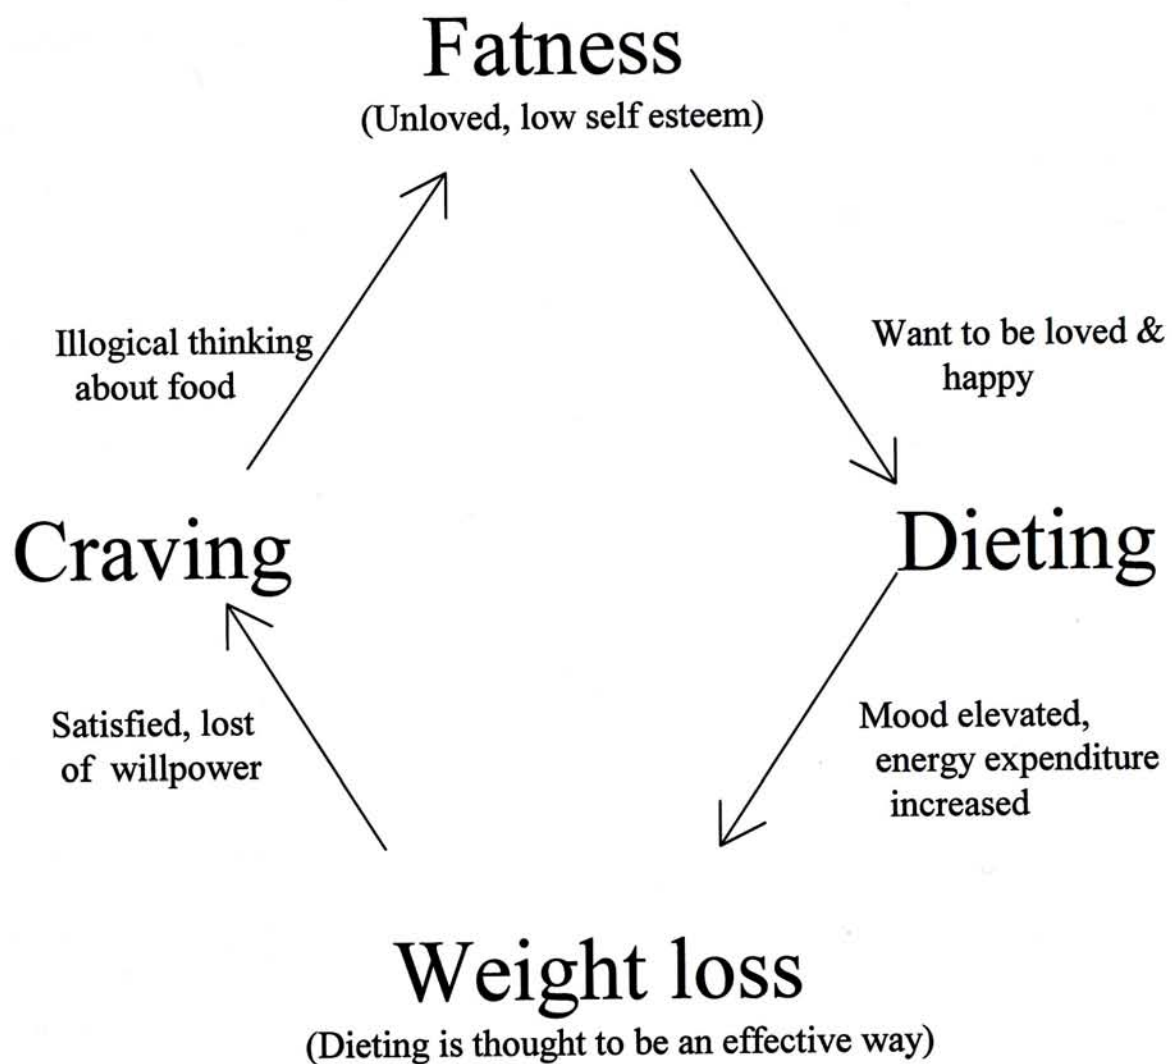 Fatness
(Unloved, low self esteem)
Illogical thinking
about food
Want to be loved &
happy
Craving
Dieting
Satisfied, lost
of willpower
Mood elevated,
energy expenditure
increased
Weight loss
(Dieting is thought to be an effective way)